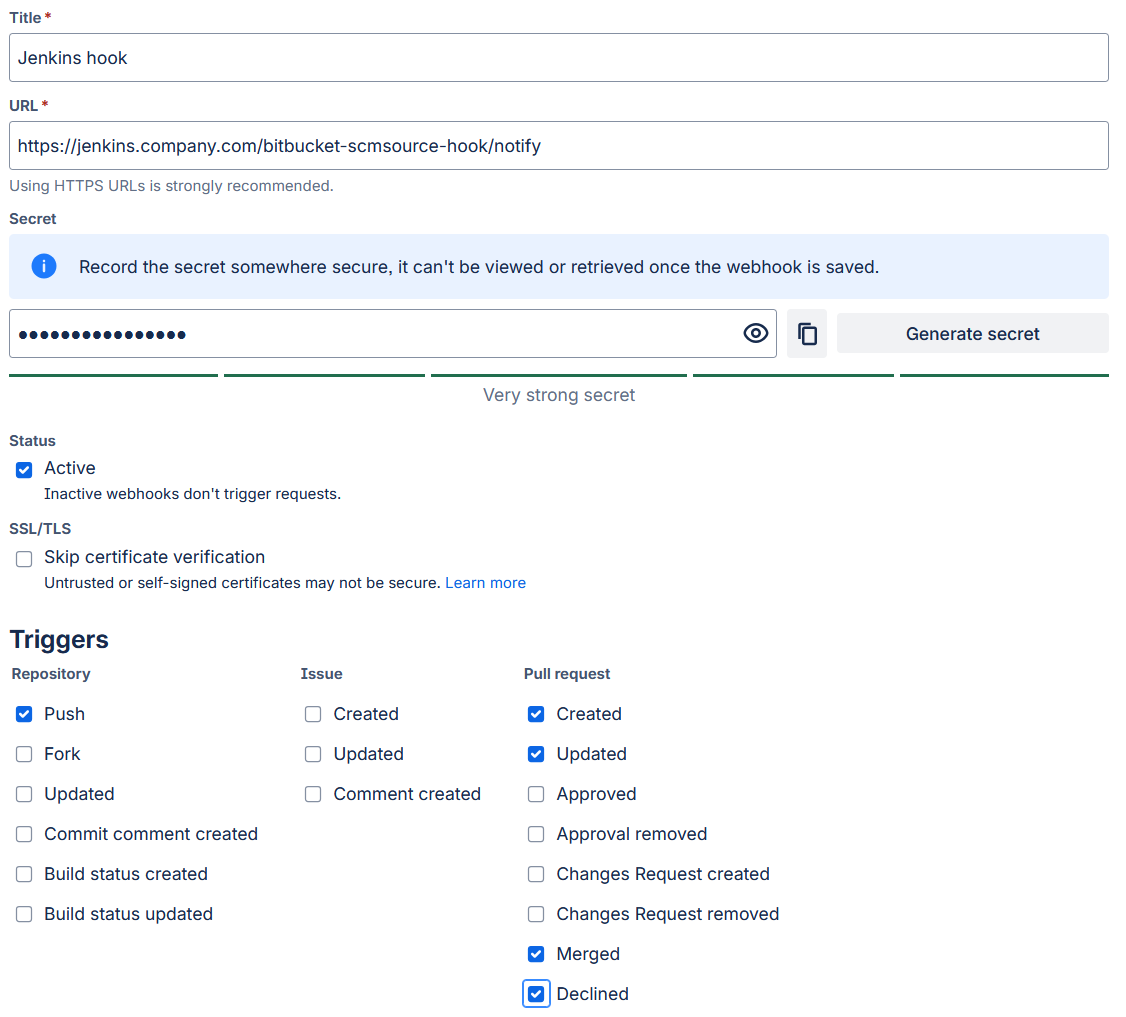 Title *
Jenkins hook
URL *
https://jenkins.company.com/bitbucket-scmsource-hook/notify
Using HTTPS URLs is strongly recommended.
Secret
Record the secret somewhere secure, it can't be viewed or retrieved once the webhook is saved.
••••••••••••••••
Generate secret
Very strong secret
Status
Active
Inactive webhooks don't trigger requests.
SSL/TLS
Skip certificate verification
Untrusted or self-signed certificates may not be secure. Learn more
Triggers
Repository
Push
Fork
Updated
Commit comment created
Build status created
Build status updated
Issue
Created
Updated
Comment created
Pull request
Created
Updated
Approved
Approval removed
Changes Request created
Changes Request removed
Merged
Declined